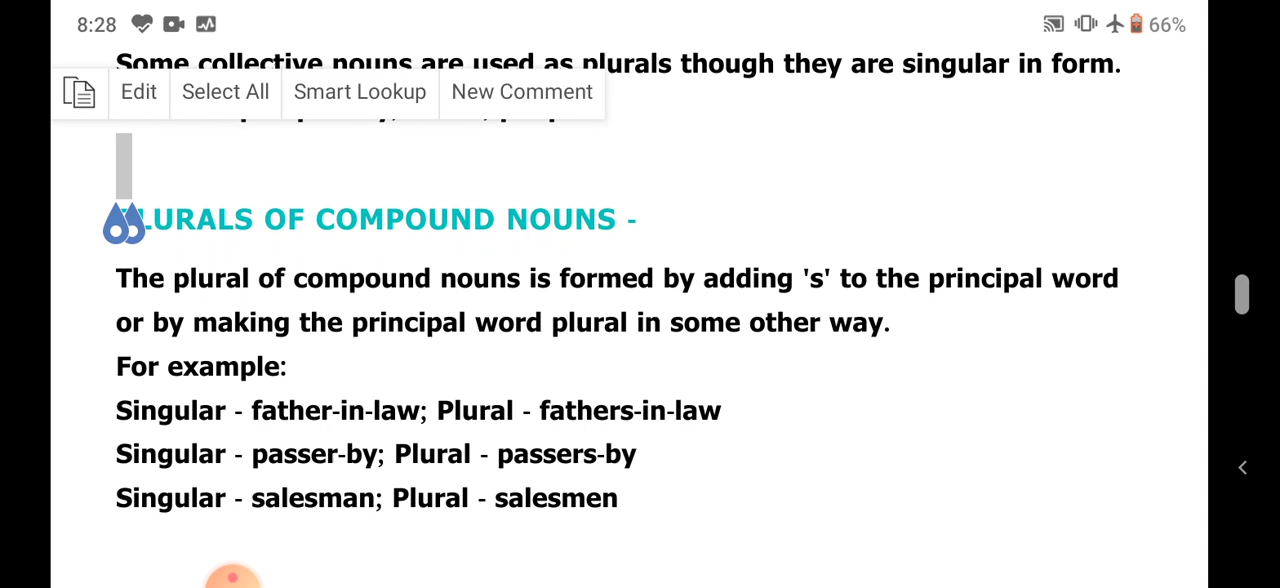 8:28
66%
Some collective nouns are used as plurals though they are singular in form.
Edit Select All Smart Lookup New Comment
LURALS OF COMPOUND NOUNS -
The plural of compound nouns is formed by adding 's' to the principal word
or by making the principal word plural in some other way.
For example:
Singular - father-in-law; Plural - fathers-in-law
Singular - passer-by; Plural - passers-by
Singular - salesman; Plural - salesmen